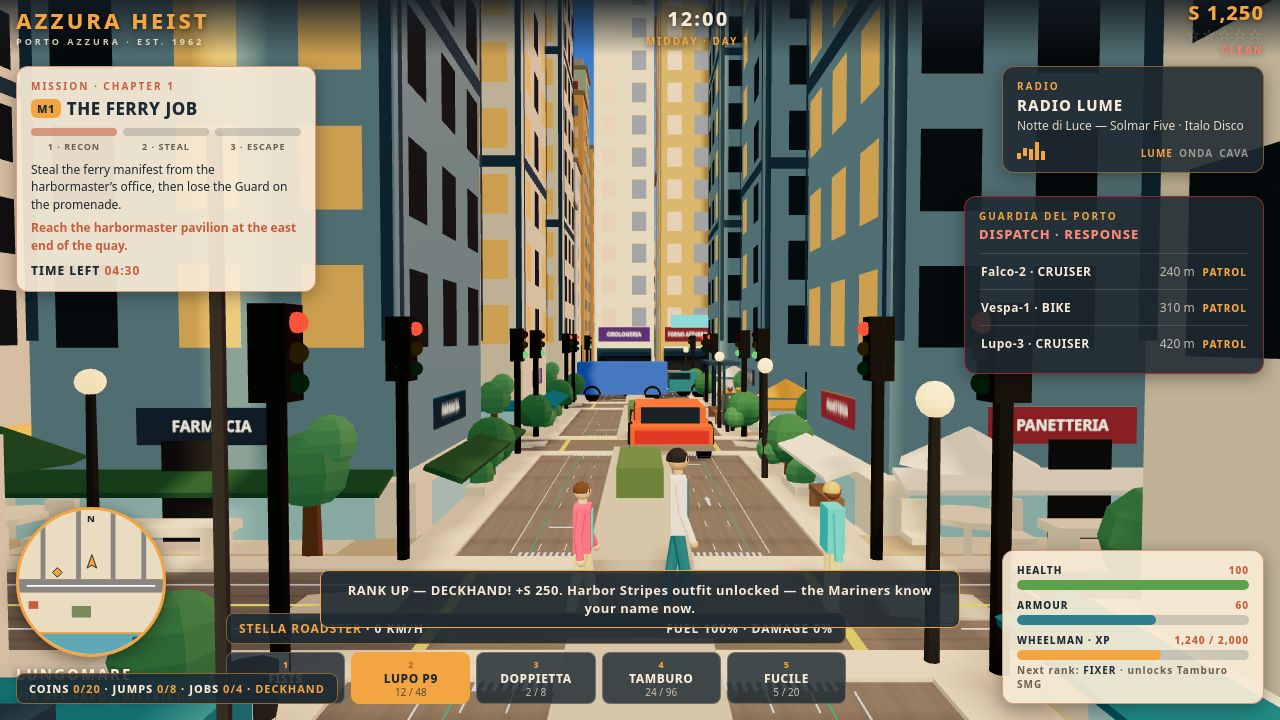 AZZURA HEIST
PORTO AZZURA · EST. 1962
12:00
MIDDAY · DAY 1
S 1,250
☆☆☆☆☆
CLEAN
MISSION · CHAPTER 1
M1 THE FERRY JOB
1 · RECON
2 · STEAL
3 · ESCAPE
Steal the ferry manifest from the
harbormaster’s office, then lose the Guard on
the promenade.
Reach the harbormaster pavilion at the east
end of the quay.
TIME LEFT 04:30
RADIO
RADIO LUME
Notte di Luce — Solmar Five · Italo Disco
LUME ONDA CAVA
GUARDIA DEL PORTO
DISPATCH · RESPONSE
Falco-2 · CRUISER 240 m PATROL
Vespa-1 · BIKE 310 m PATROL
Lupo-3 · CRUISER 420 m PATROL
OROLOGERIA
FARMACIA
PANETTERIA
N
RANK UP — DECKHAND! +S 250. Harbor Stripes outfit unlocked — the Mariners know
your name now.
STELLA ROADSTER · 0 KM/H
FUEL 100% · DAMAGE 0%
LUNGOMARE
COINS 0/20 · JUMPS 0/8 · JOBS 0/4 · DECKHAND
1
FISTS
2
LUPO P9
12 / 48
3
DOPPIETTA
2 / 8
4
TAMBURO
24 / 96
5
FUCILE
5 / 20
HEALTH 100
ARMOUR 60
WHEELMAN · XP 1,240 / 2,000
Next rank: FIXER · unlocks Tamburo
SMG